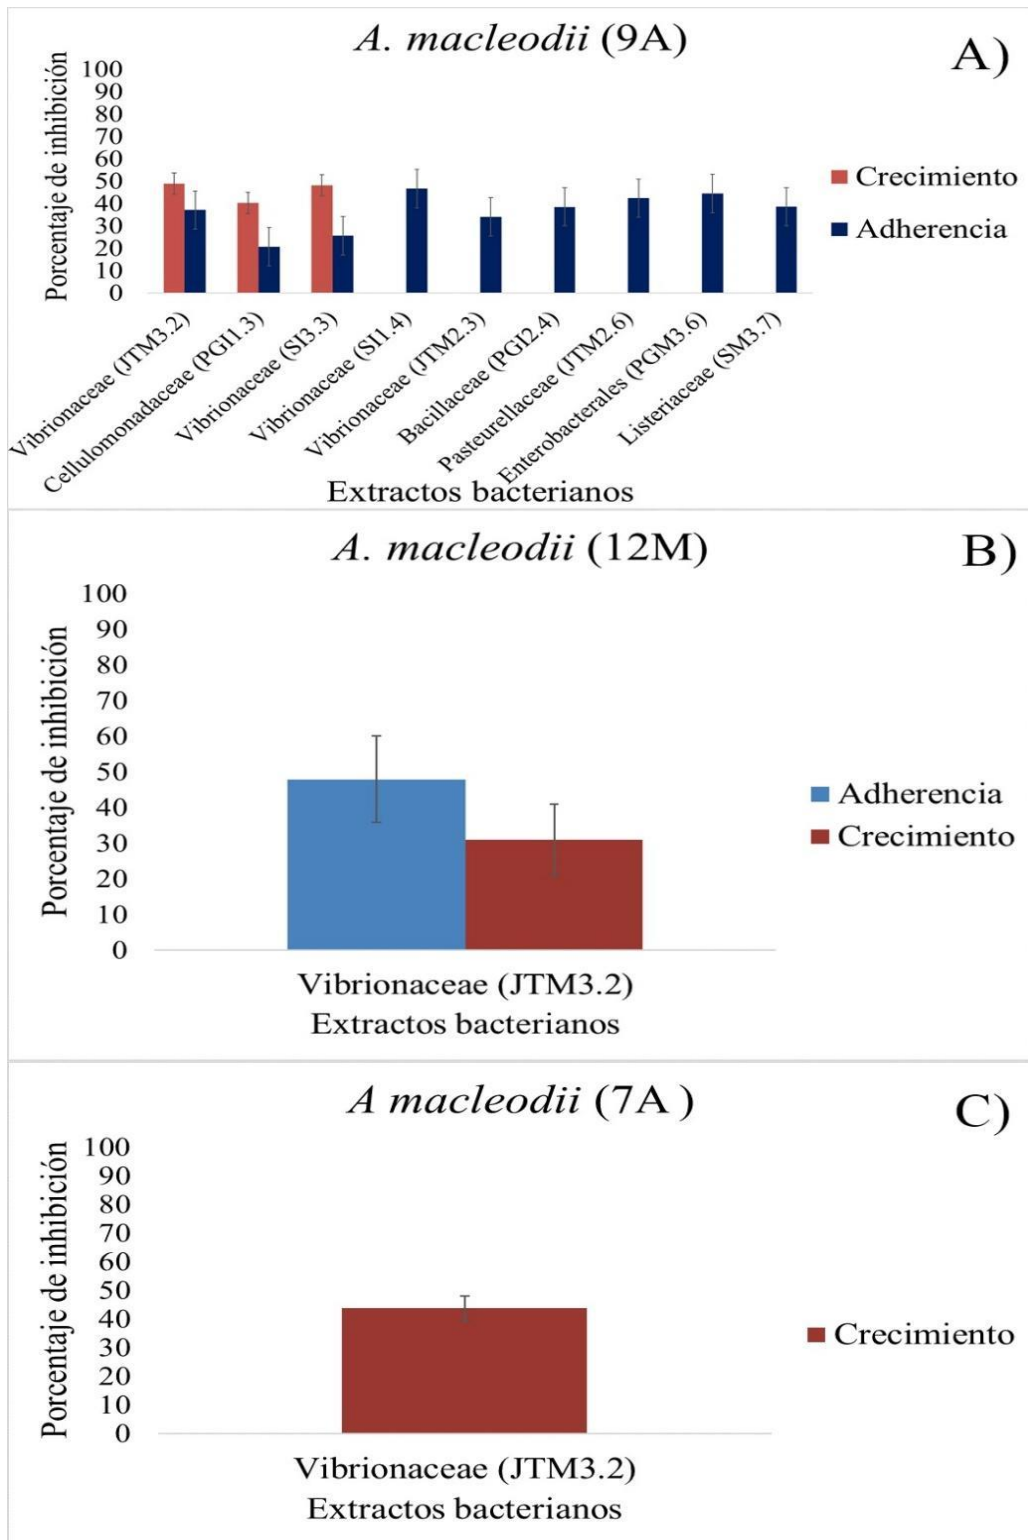 A. macleodii (9A)
A)
Porcentaje de inhibición
100
90
80
70
60
50
40
30
20
10
0
Crecimiento
Adherencia
Vibrionaceae (JTM3.2)
Cellulomonadaceae (PGI1.3)
Vibrionaceae (SI3.3)
Vibrionaceae (SI1.4)
Vibrionaceae (JTM2.3)
Bacillaceae (PGI2.4)
Pasteurellaceae (JTM2.6)
Enterobacterales (PGM3.6)
Listeriaceae (SM3.7)
Extractos bacterianos
A. macleodii (12M)
B)
Porcentaje de inhibición
100
90
80
70
60
50
40
30
20
10
0
Adherencia
Crecimiento
Vibrionaceae (JTM3.2)
Extractos bacterianos
A macleodii (7A )
C)
Porcentaje de inhibición
100
90
80
70
60
50
40
30
20
10
0
Crecimiento
Vibrionaceae (JTM3.2)
Extractos bacterianos